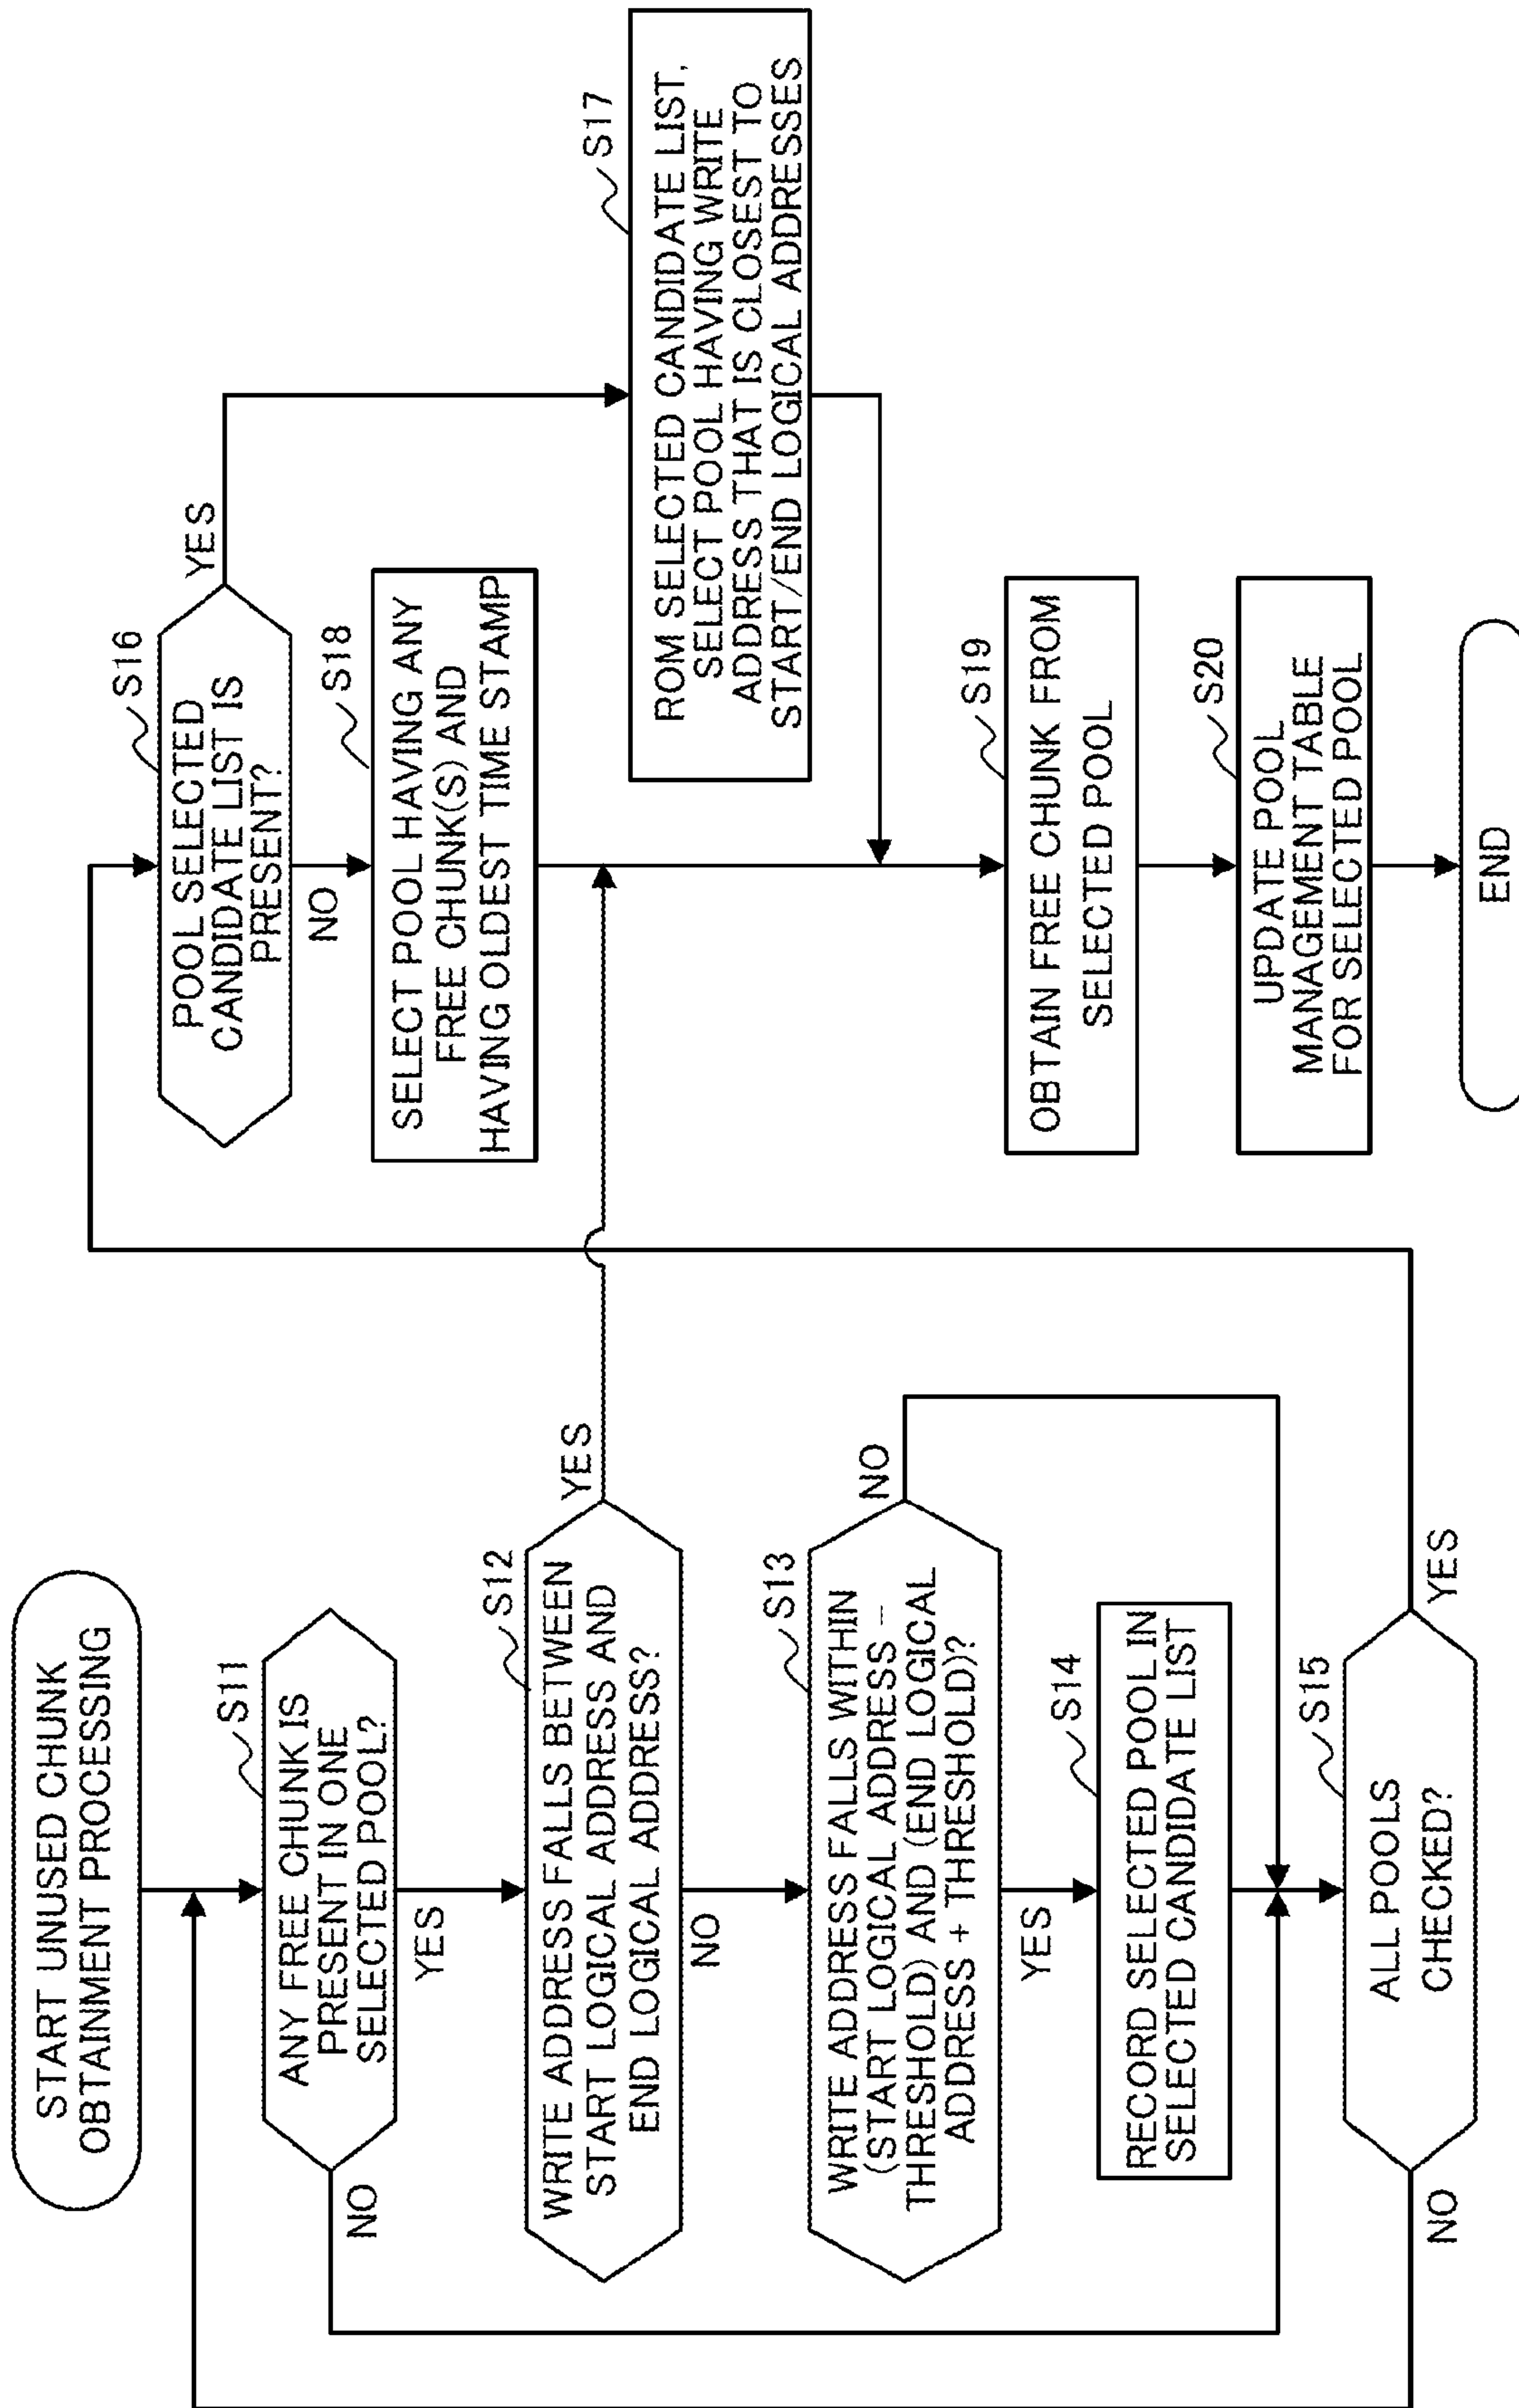 START UNUSED CHUNK
OBTAINMENT PROCESSING
S11
ANY FREE CHUNK IS
PRESENT IN ONE
SELECTED POOL?
NO
YES
S12
WRITE ADDRESS FALLS BETWEEN
START LOGICAL ADDRESS AND
END LOGICAL ADDRESS?
YES
NO
S13
WRITE ADDRESS FALLS WITHIN
(START LOGICAL ADDRESS –
THRESHOLD) AND (END LOGICAL
ADDRESS + THRESHOLD)?
NO
YES
S14
RECORD SELECTED POOL IN
SELECTED CANDIDATE LIST
S15
ALL POOLS
CHECKED?
NO
YES
S16
POOL SELECTED
CANDIDATE LIST IS
PRESENT?
YES
NO
S18
SELECT POOL HAVING ANY
FREE CHUNK(S) AND
HAVING OLDEST TIME STAMP
S17
ROM SELECTED CANDIDATE LIST,
SELECT POOL HAVING WRITE
ADDRESS THAT IS CLOSEST TO
START/END LOGICAL ADDRESSES
S19
OBTAIN FREE CHUNK FROM
SELECTED POOL
S20
UPDATE POOL
MANAGEMENT TABLE
FOR SELECTED POOL
END